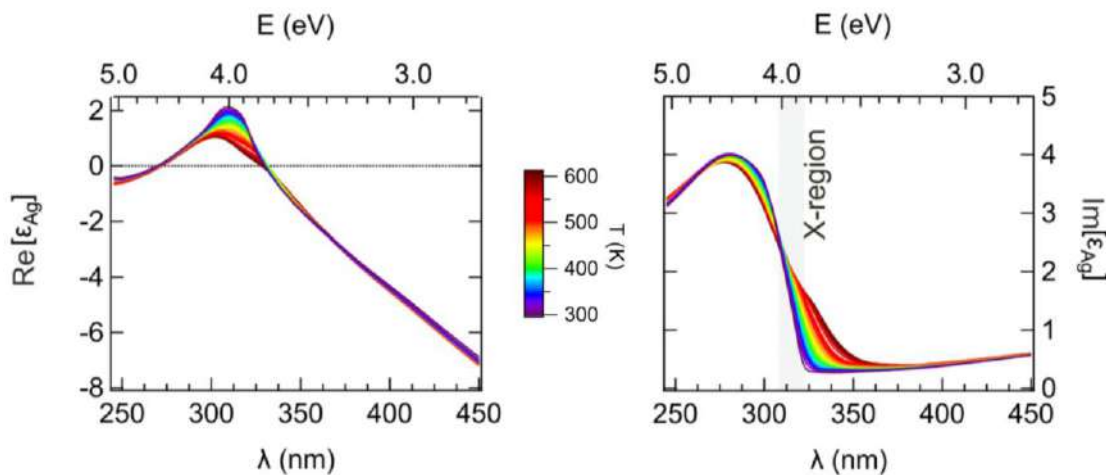 E (eV)
5.0 4.0 3.0
2
0
-2
-4
-6
-8
Re[εAg]
250 300 350 400 450
λ (nm)
600
500
400
300
T (K)
E (eV)
5.0 4.0 3.0
X-region
5
4
3
2
1
0
Im[εAg]
250 300 350 400 450
λ (nm)